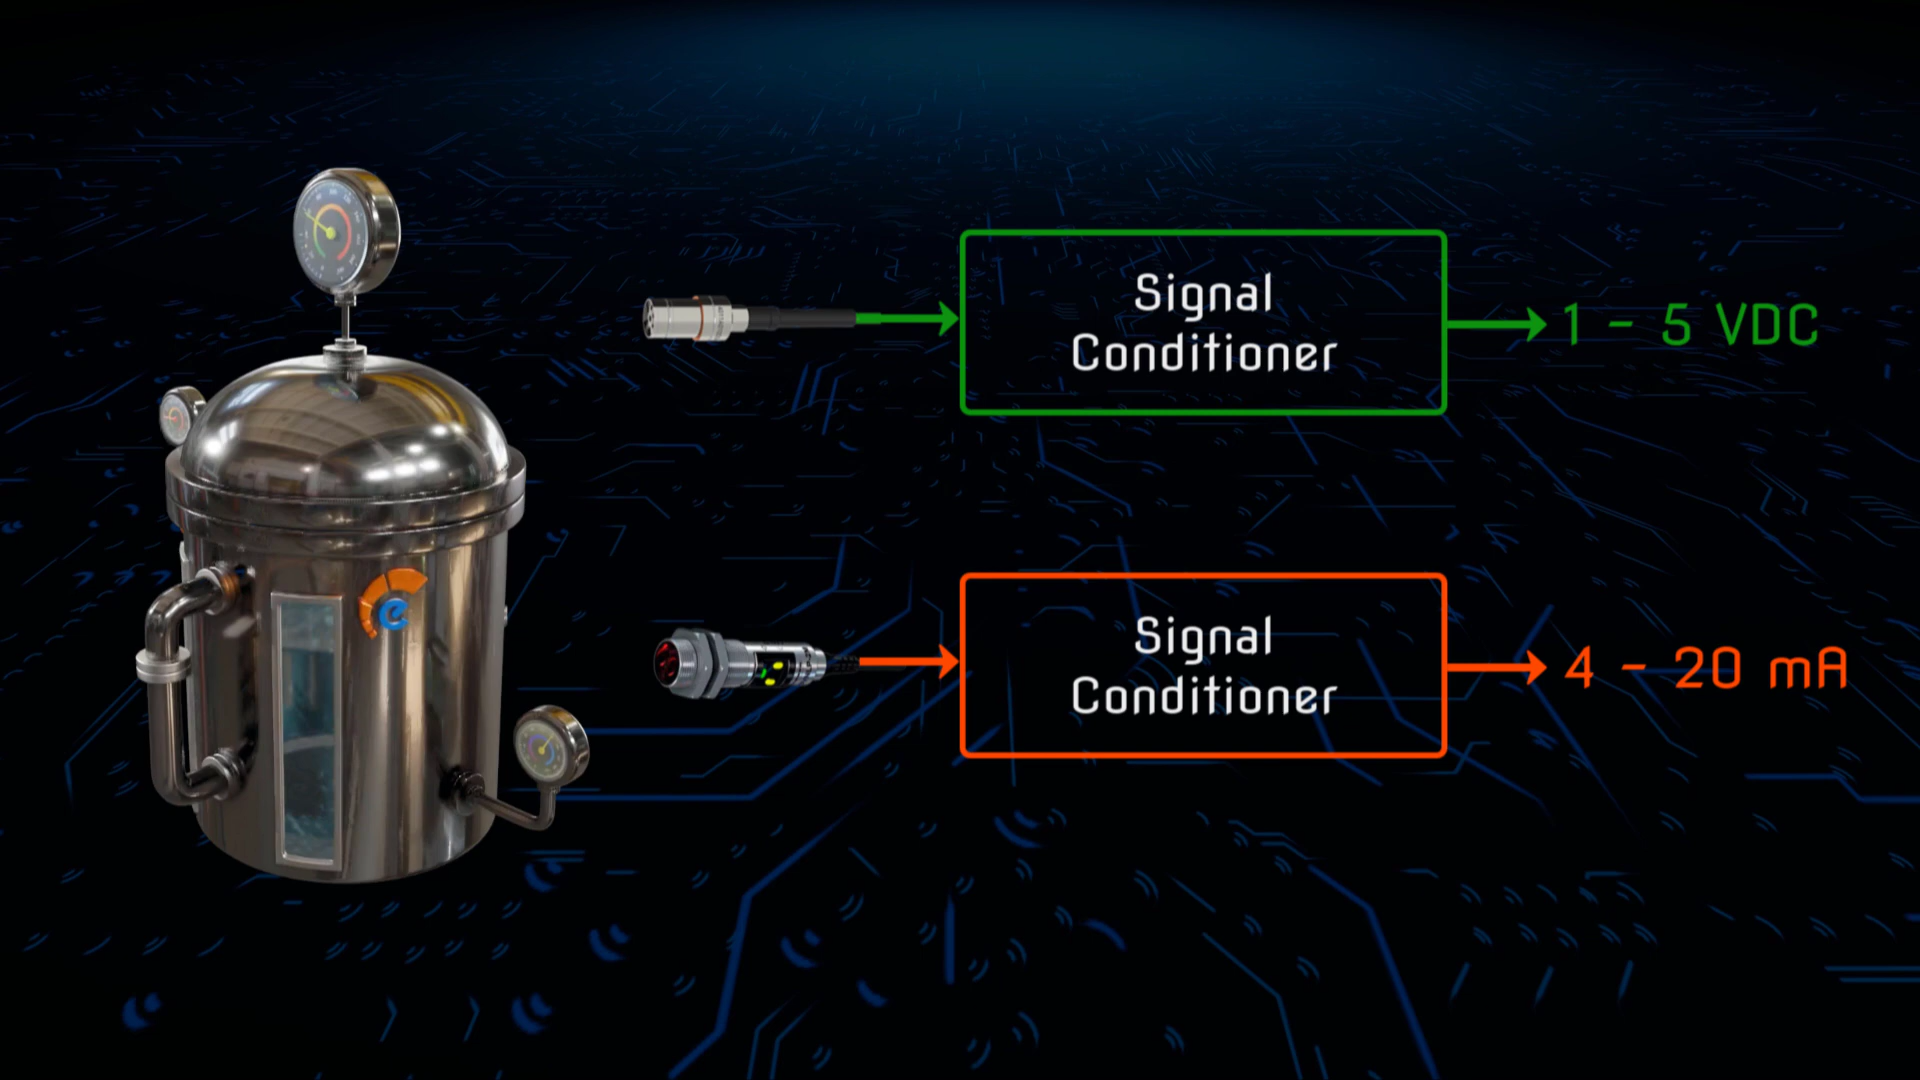 Signal
Conditioner
1 - 5 VDC
Signal
Conditioner
4 - 20 mA
e